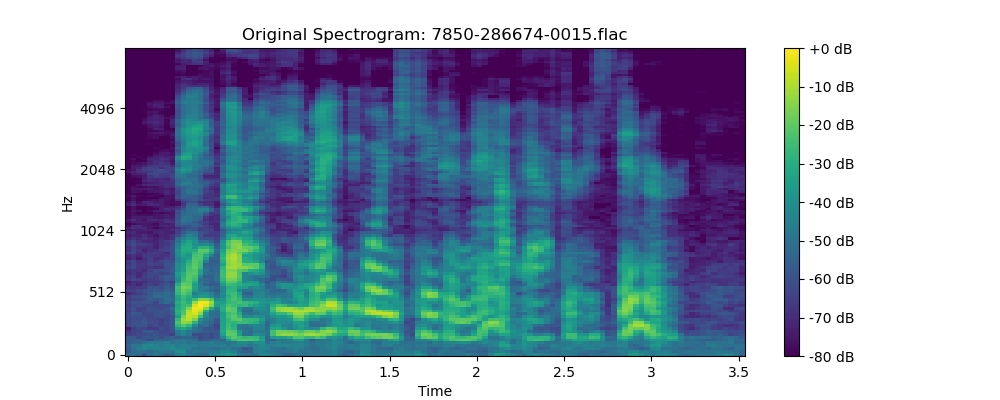 Original Spectrogram: 7850-286674-0015.flac
+0 dB
-10 dB
-20 dB
-30 dB
-40 dB
-50 dB
-60 dB
-70 dB
-80 dB
4096
2048
1024
512
0
Hz
0 0.5 1 1.5 2 2.5 3 3.5
Time